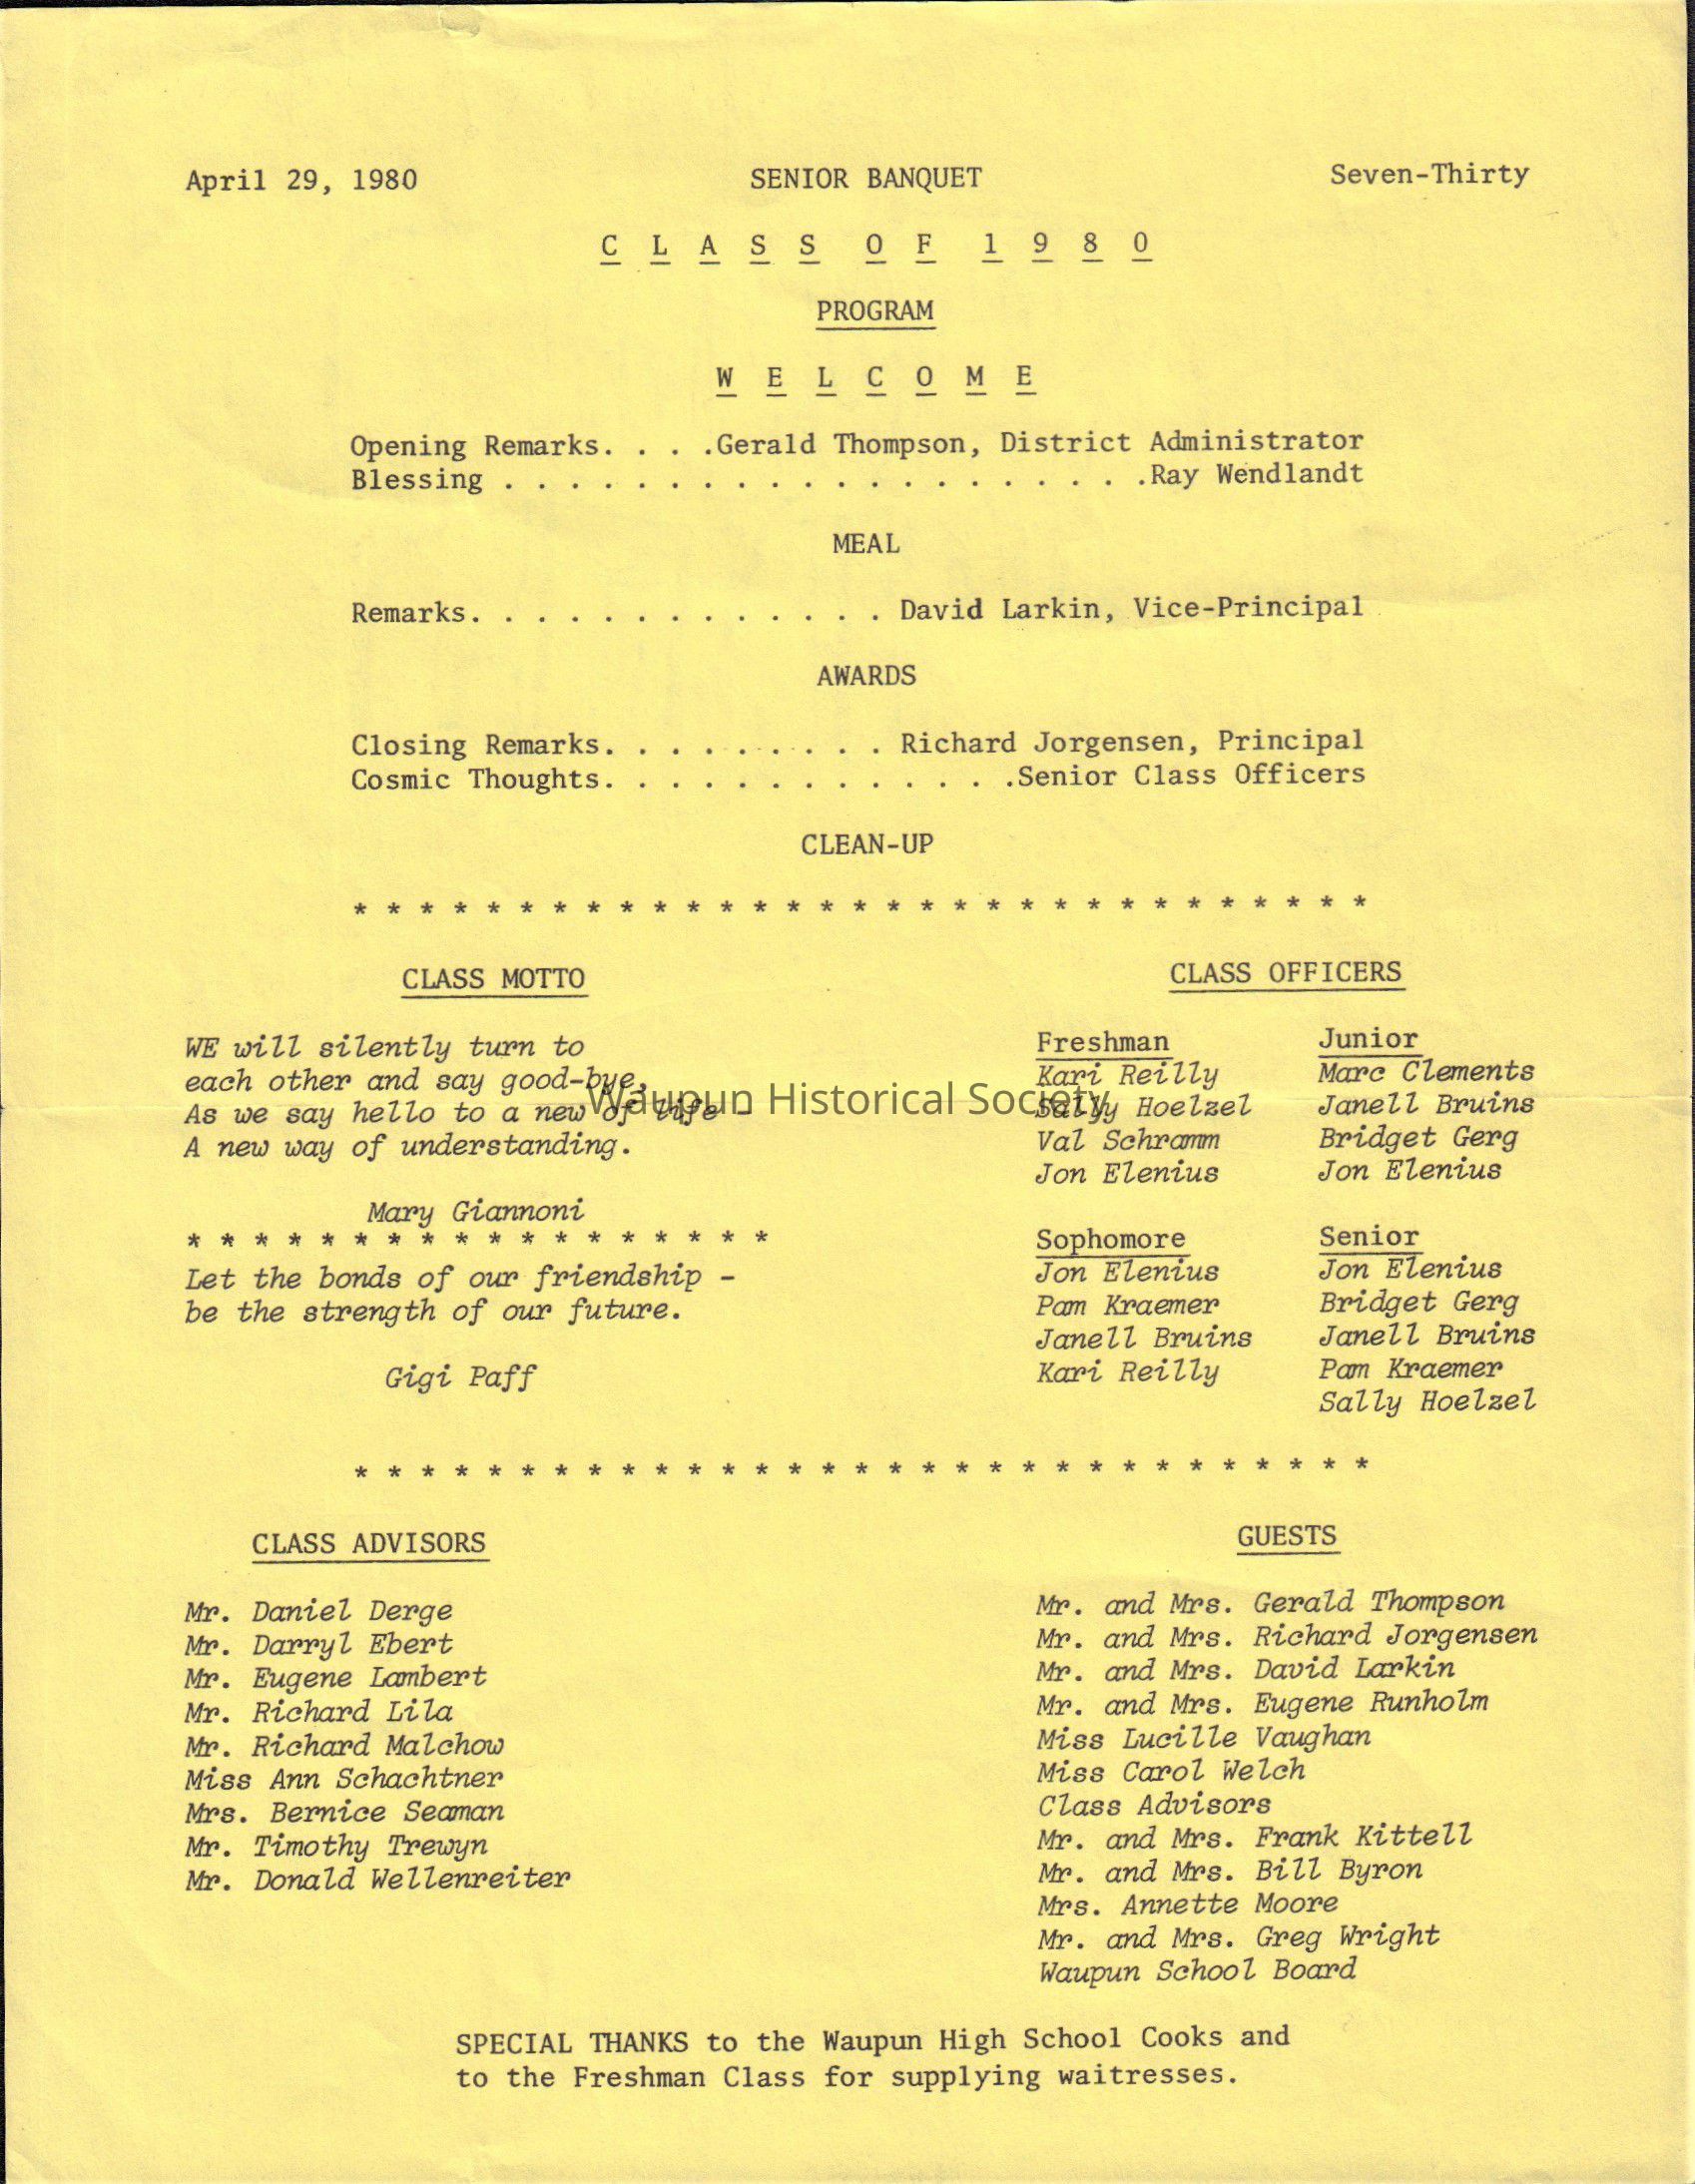 April 29, 1980 SENIOR BANQUET Seven-Thirty
C L A S S O F 1 9 8 0
PROGRAM
W E L C O M E
Opening Remarks. . . .Gerald Thompson, District Administrator
Blessing . . . . . . . . . . . . . . . . . . . .Ray Wendlandt
MEAL
Remarks. . . . . . . . . . . . . David Larkin, Vice-Principal
AWARDS
Closing Remarks. . . . . . . . . Richard Jorgensen, Principal
Cosmic Thoughts. . . . . . . . . . . . .Senior Class Officers
CLEAN-UP
* * * * * * * * * * * * * * * * * * * * * * * * * * * * * * *
CLASS MOTTO
WE will silently turn to
each other and say good-bye,
As we say hello to a new of life -
A new way of understanding.
Mary Giannoni
* * * * * * * * * * * * * * * * * *
Let the bonds of our friendship -
be the strength of our future.
Gigi Paff
CLASS OFFICERS
Freshman
Kari Reilly
Sally Hoelzel
Val Schramm
Jon Elenius
Junior
Marc Clements
Janell Bruins
Bridget Gerg
Jon Elenius
Sophomore
Jon Elenius
Pam Kraemer
Janell Bruins
Kari Reilly
Senior
Jon Elenius
Bridget Gerg
Janell Bruins
Pam Kraemer
Sally Hoelzel
Waupun Historical Society
* * * * * * * * * * * * * * * * * * * * * * * * * * * * * * *
CLASS ADVISORS
Mr. Daniel Derge
Mr. Darryl Ebert
Mr. Eugene Lambert
Mr. Richard Lila
Mr. Richard Malchow
Miss Ann Schachtner
Mrs. Bernice Seaman
Mr. Timothy Trewyn
Mr. Donald Wellenreiter
GUESTS
Mr. and Mrs. Gerald Thompson
Mr. and Mrs. Richard Jorgensen
Mr. and Mrs. David Larkin
Mr. and Mrs. Eugene Runholm
Miss Lucille Vaughan
Miss Carol Welch
Class Advisors
Mr. and Mrs. Frank Kittell
Mr. and Mrs. Bill Byron
Mrs. Annette Moore
Mr. and Mrs. Greg Wright
Waupun School Board
SPECIAL THANKS to the Waupun High School Cooks and
to the Freshman Class for supplying waitresses.